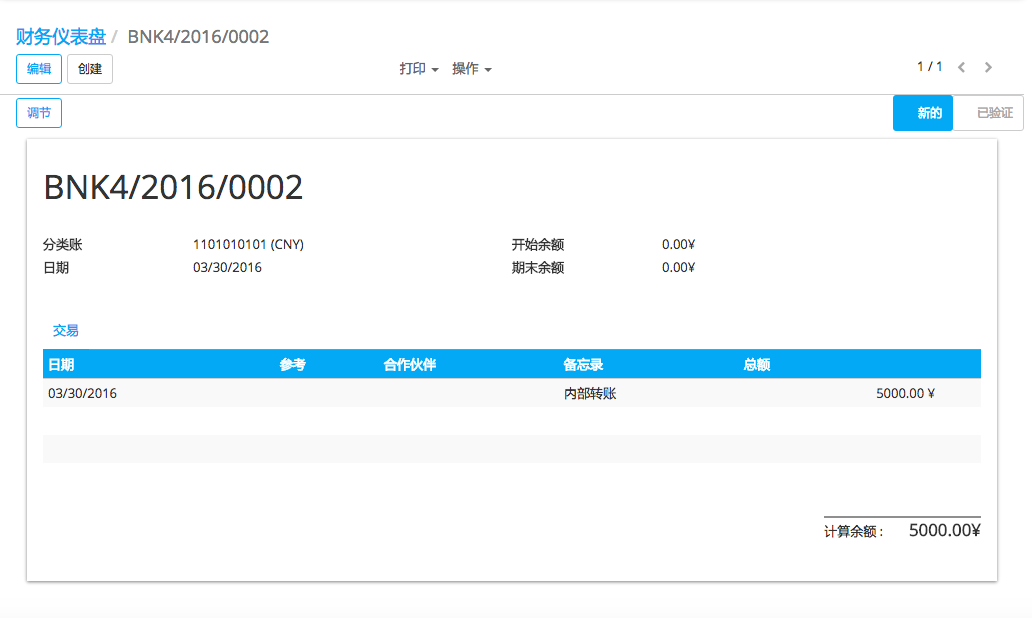 财务仪表盘 / BNK4/2016/0002
编辑 创建 打印 操作 1 / 1
调节 新的 已验证
BNK4/2016/0002
分类账 1101010101 (CNY) 开始余额 0.00¥
日期 03/30/2016 期末余额 0.00¥
交易
日期 参考 合作伙伴 备忘录 总额
03/30/2016 内部转账 5000.00 ¥
计算余额 : 5000.00¥